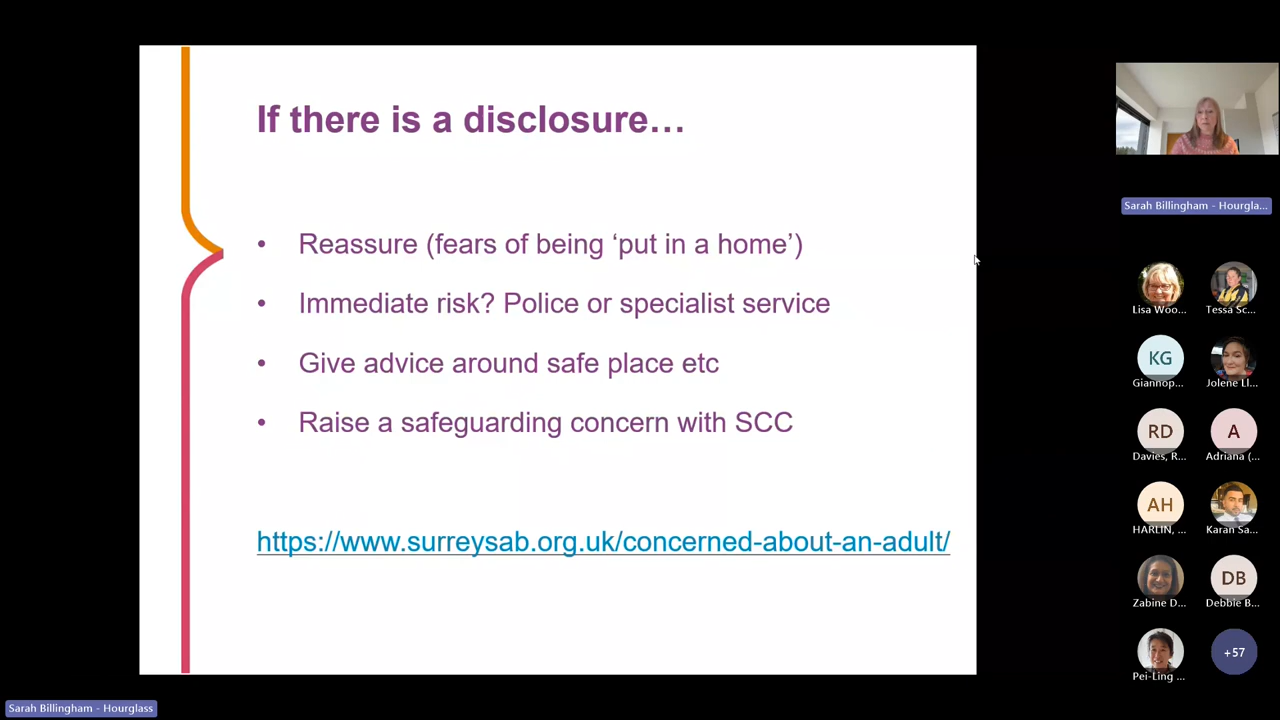 If there is a disclosure…
• Reassure (fears of being ‘put in a home’)
• Immediate risk? Police or specialist service
• Give advice around safe place etc
• Raise a safeguarding concern with SCC
https://www.surreysab.org.uk/concerned-about-an-adult/
Sarah Billingham - Hourgla...
Lisa Woo...
Tessa Sc...
KG
Giannop...
Jolene Ll...
RD
Davies, R...
A
Adriana (...
AH
HARLIN, ...
Karan Sa...
Zabine D...
DB
Debbie B...
Pei-Ling ...
+57
Sarah Billingham - Hourglass